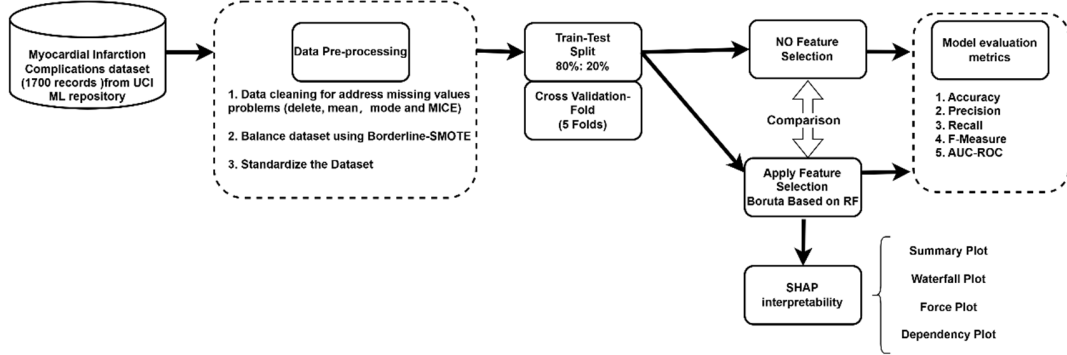 Myocardial Infarction
Complications dataset
(1700 records )from UCI
ML repository
Data Pre-processing
1. Data cleaning for address missing values
problems (delete, mean, mode and MICE)
2. Balance dataset using Borderline-SMOTE
3. Standardize the Dataset
Train-Test
Split
80%: 20%
Cross Validation-
Fold
(5 Folds)
NO Feature
Selection
Comparison
Apply Feature
Selection
Boruta Based on RF
SHAP
interpretability
Summary Plot
Waterfall Plot
Force Plot
Dependency Plot
Model evaluation
metrics
1. Accuracy
2. Precision
3. Recall
4. F-Measure
5. AUC-ROC